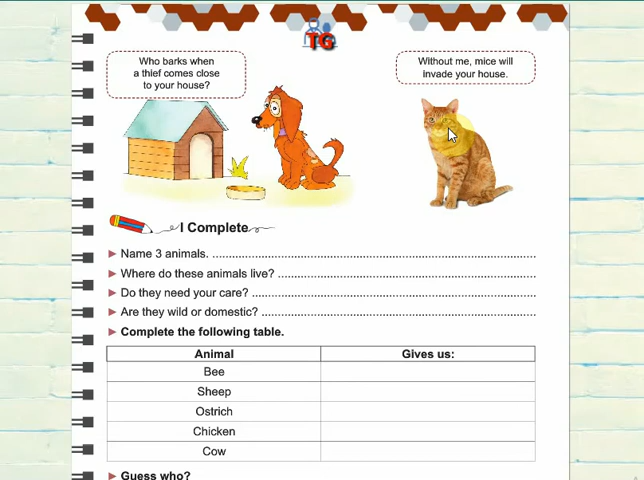 TG
Who barks when
a thief comes close
to your house?
Without me, mice will
invade your house.
I Complete
Name 3 animals. ........................................
Where do these animals live? ........................................
Do they need your care? ........................................
Are they wild or domestic? ........................................
Complete the following table.
Animal Gives us:
Bee
Sheep
Ostrich
Chicken
Cow
Guess who?